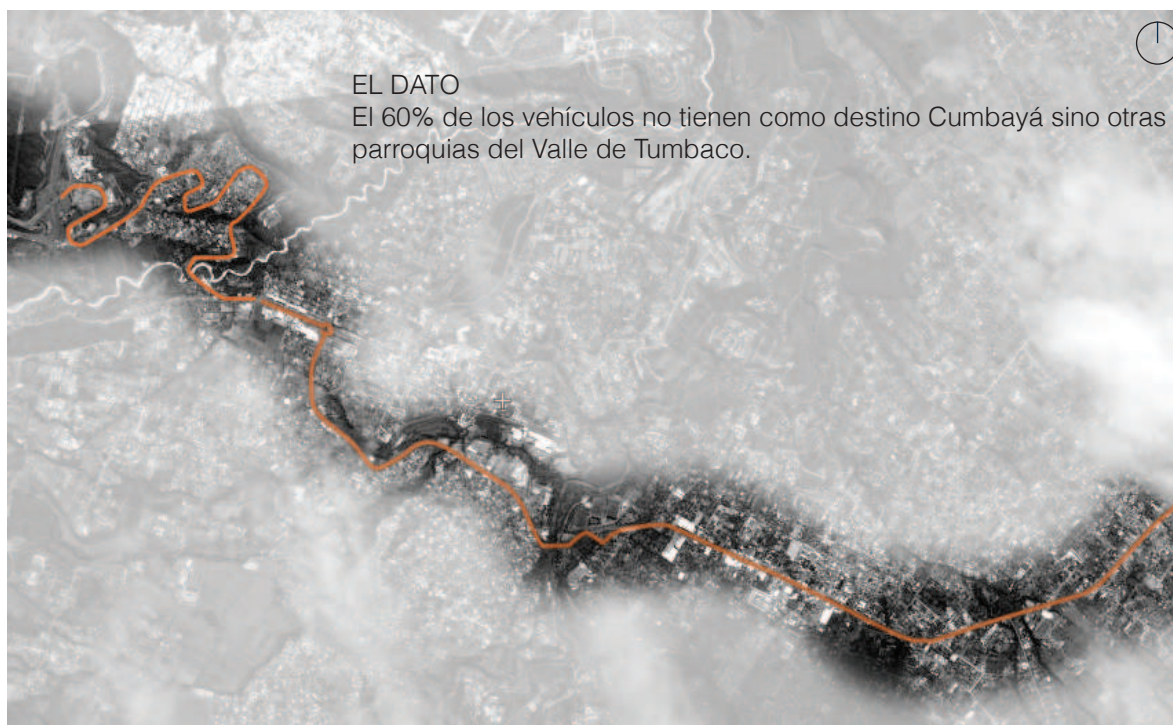 EL DATO
El 60% de los vehículos no tienen como destino Cumbayá sino otras
parroquias del Valle de Tumbaco.